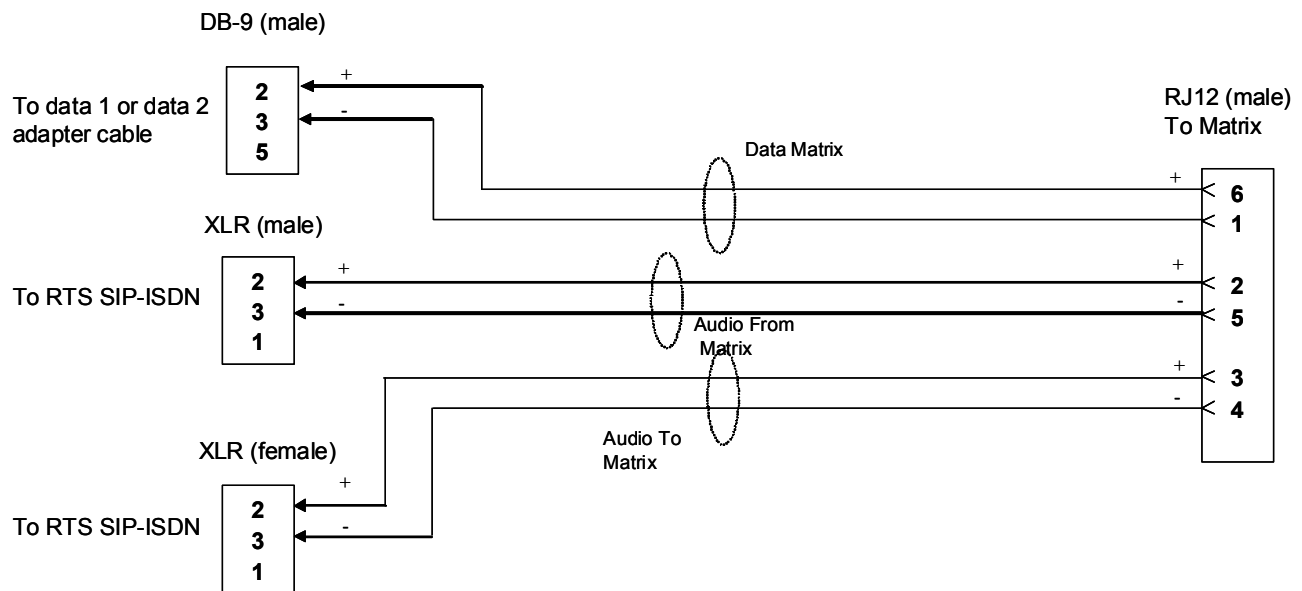 DB-9 (male)
To data 1 or data 2
adapter cable
2
3
5
+
-
Data Matrix
RJ12 (male)
To Matrix
+
6
1
XLR (male)
To RTS SIP-ISDN
2
3
1
+
-
Audio From
Matrix
+
2
-
5
+
3
-
4
Audio To
Matrix
XLR (female)
To RTS SIP-ISDN
2
3
1
+
-